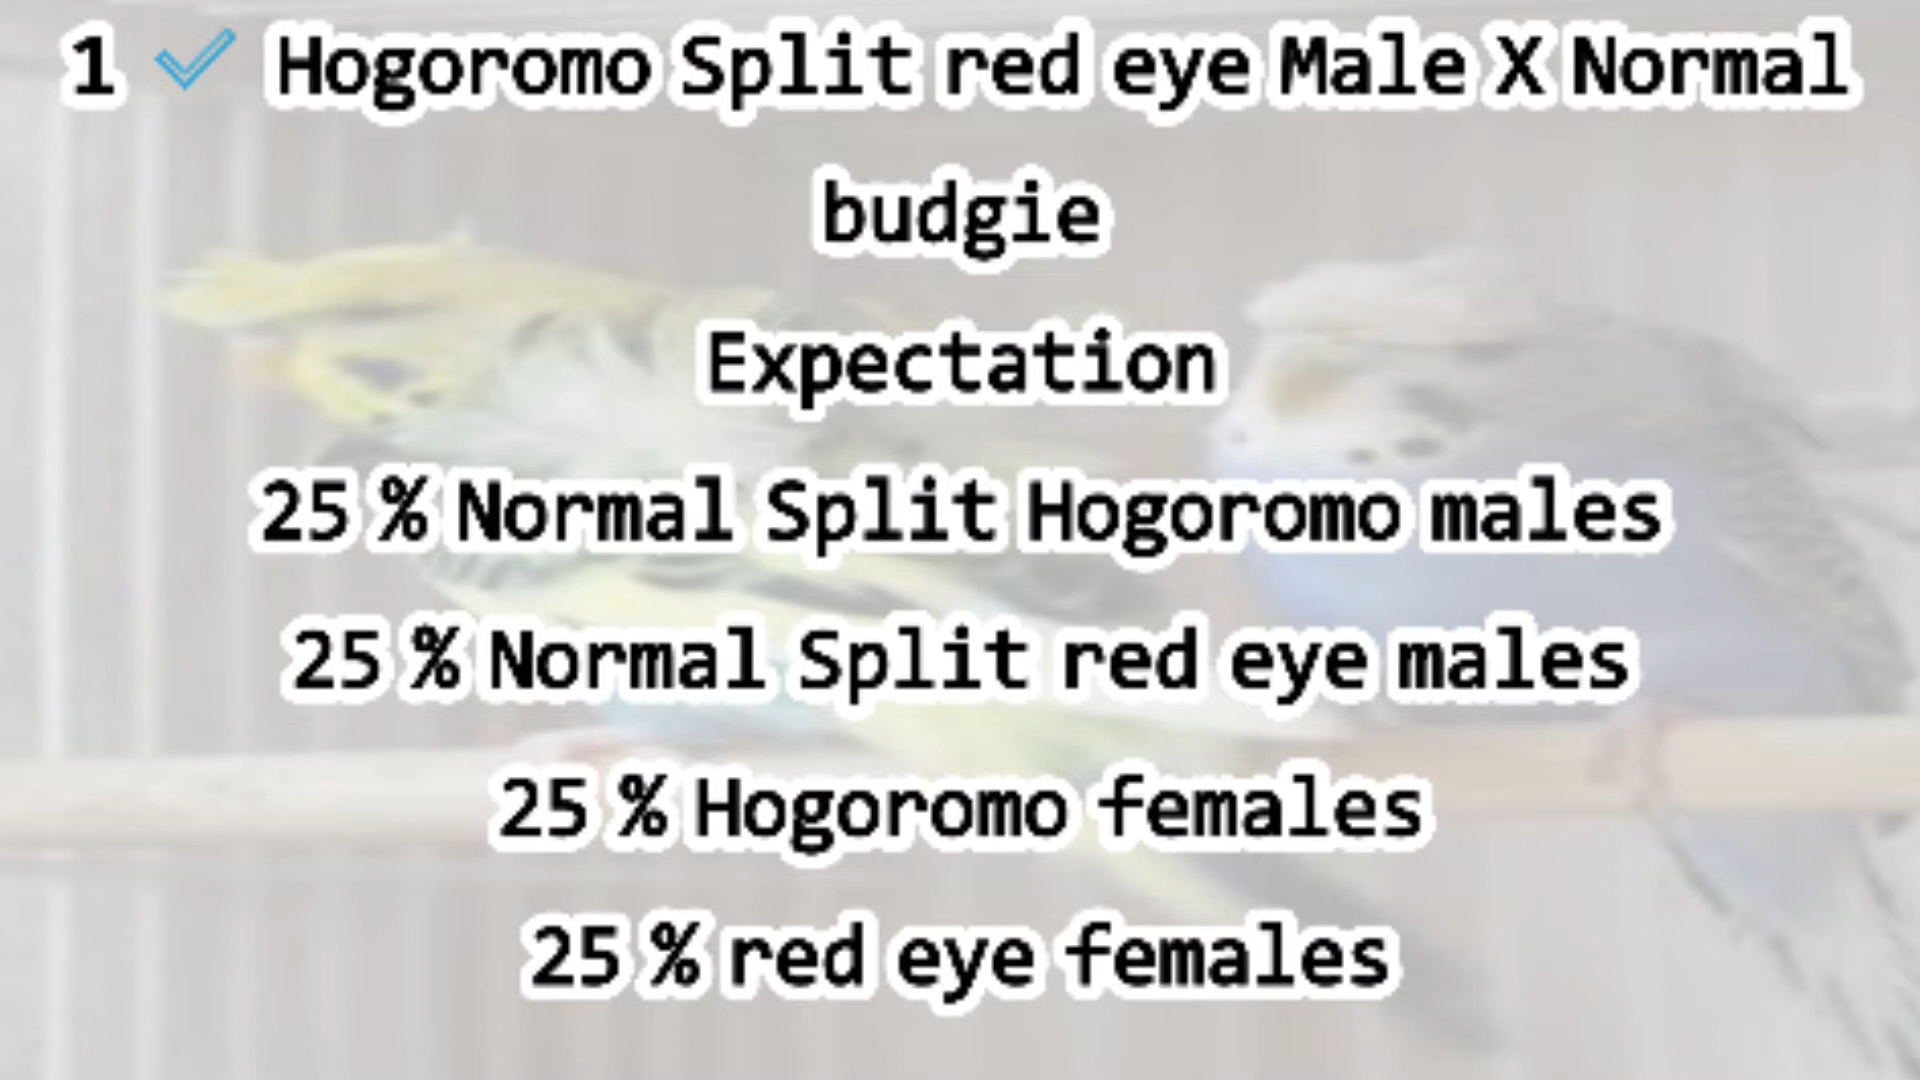 1 ✓ Hogoromo Split red eye Male X Normal
budgie
Expectation
25 % Normal Split Hogoromo males
25 % Normal Split red eye males
25 % Hogoromo females
25 % red eye females